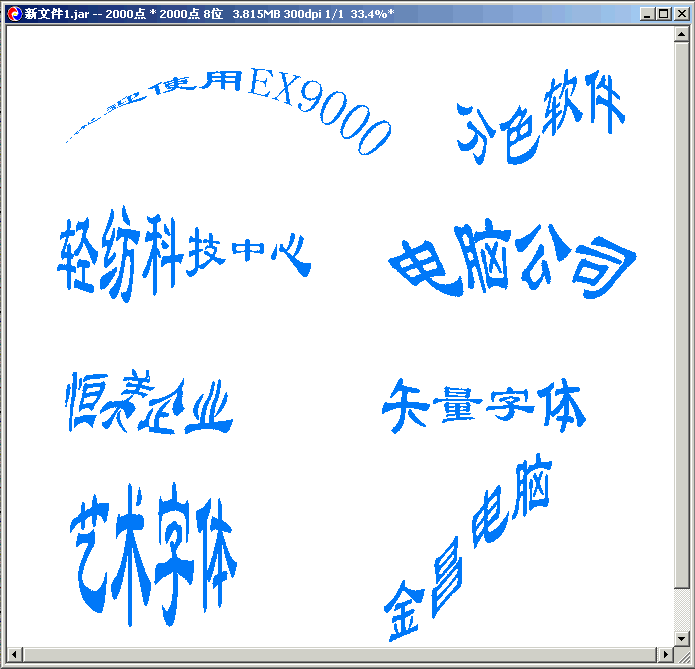 新文件1.jar -- 2000点 * 2000点 8位 3.815MB 300dpi 1/1 33.4%*
欢迎使用EX9000
分色软件
轻纺科技中心
电脑公司
恒美企业
矢量字体
艺术字体
金昌电脑